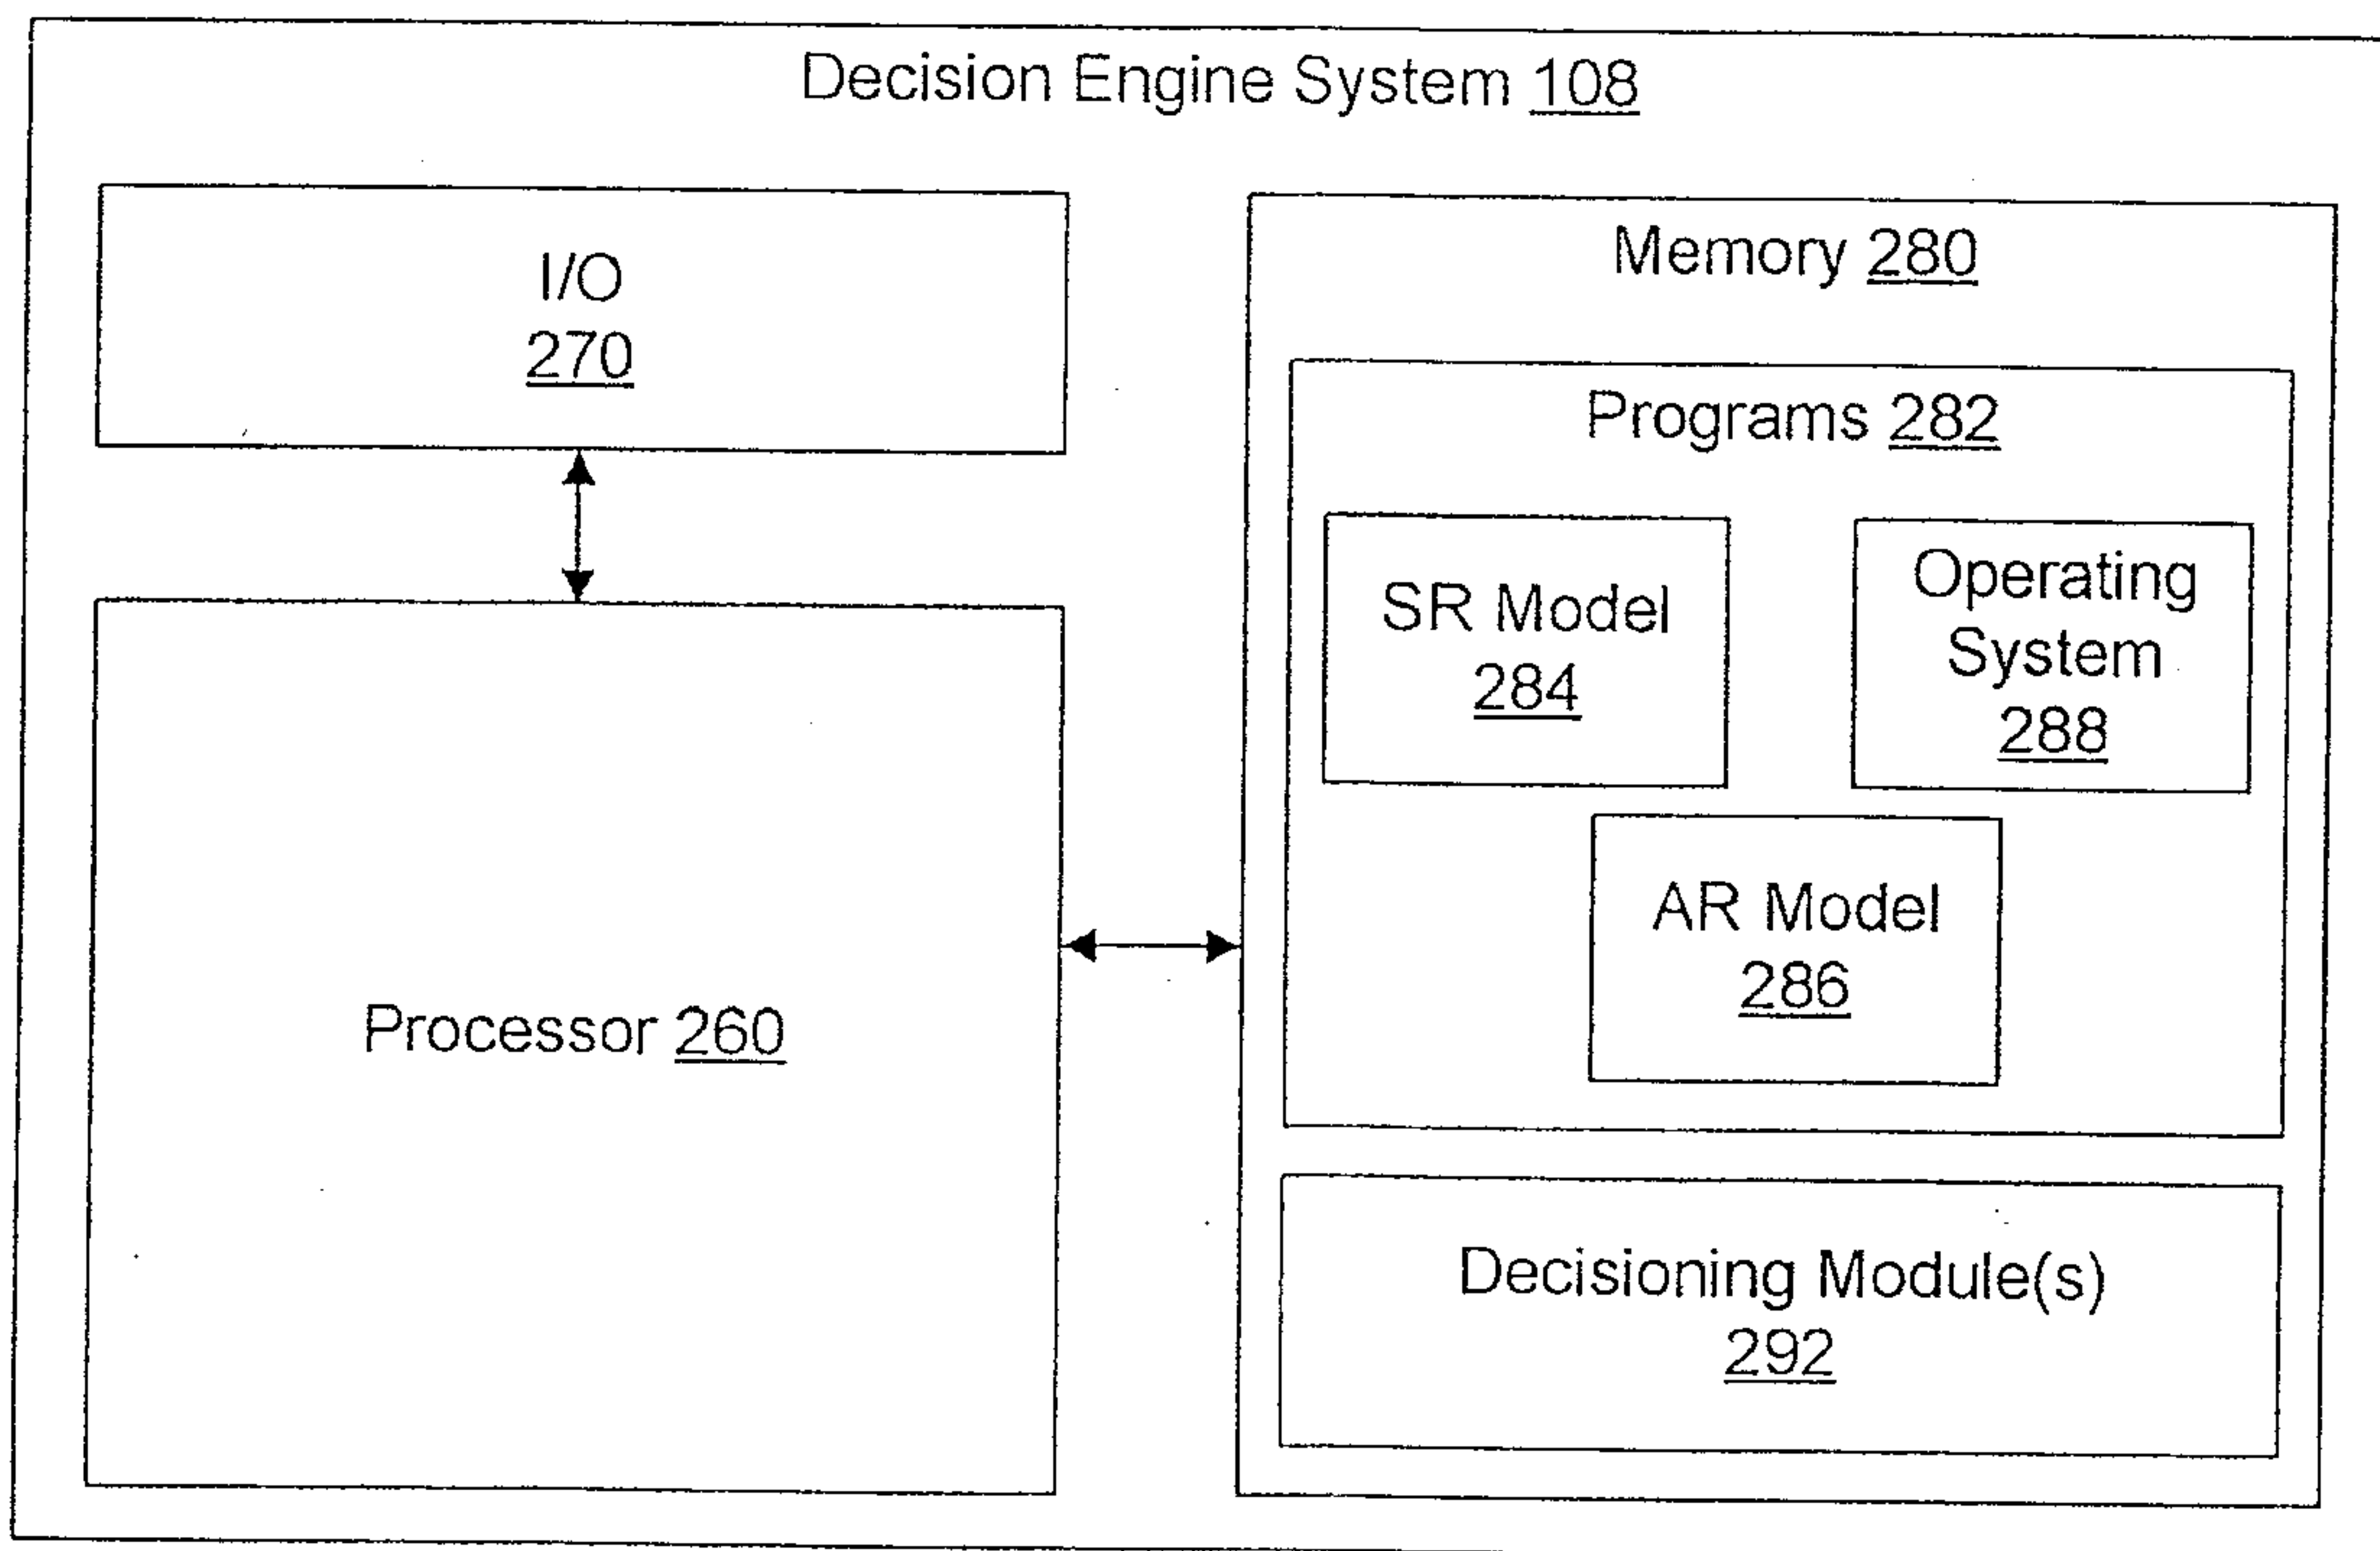 Decision Engine System 108
I/O
270
Processor 260
Memory 280
Programs 282
SR Model
284
Operating
System
288
AR Model
286
Decisioning Module(s)
292